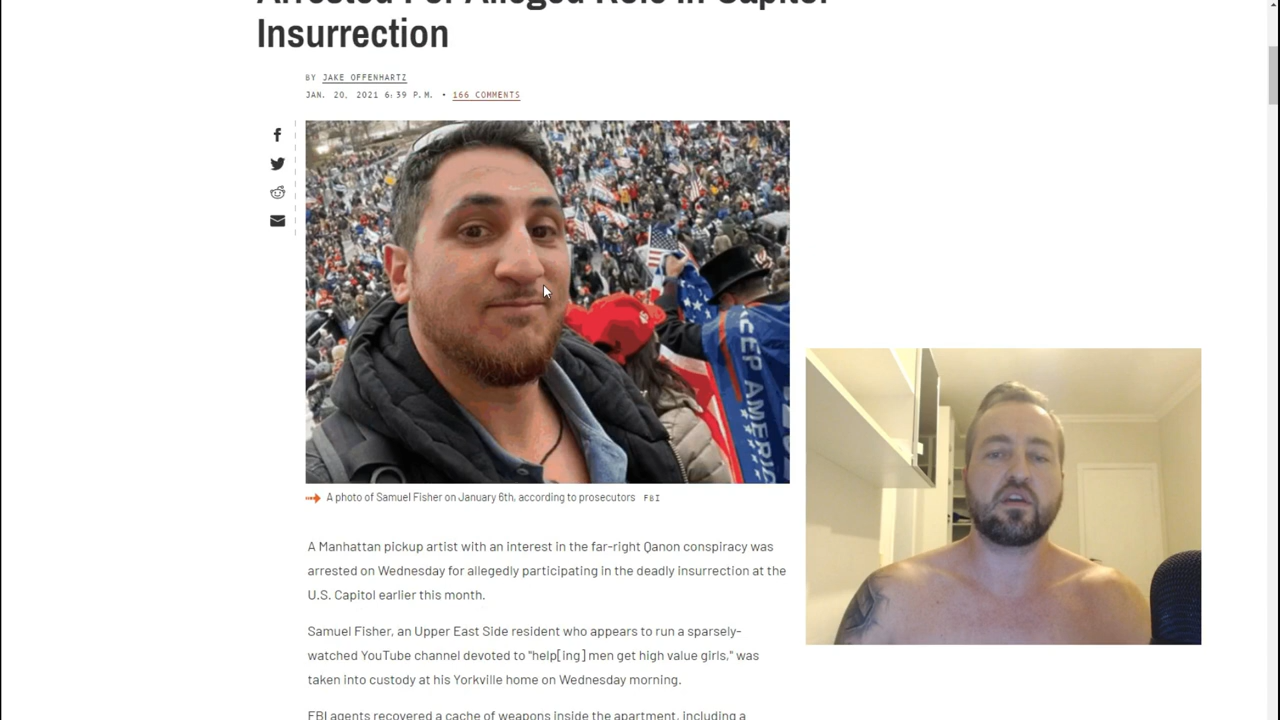 Arrested For Alleged Role In Capitol
Insurrection
BY JAKE OFFENHARTZ
JAN. 20, 2021 6:39 P.M. • 166 COMMENTS
KEEP AMERIC
A photo of Samuel Fisher on January 6th, according to prosecutors FBI
A Manhattan pickup artist with an interest in the far-right Qanon conspiracy was
arrested on Wednesday for allegedly participating in the deadly insurrection at the
U.S. Capitol earlier this month.
Samuel Fisher, an Upper East Side resident who appears to run a sparsely-
watched YouTube channel devoted to "help[ing] men get high value girls," was
taken into custody at his Yorkville home on Wednesday morning.
FBI agents recovered a cache of weapons inside the apartment, including a